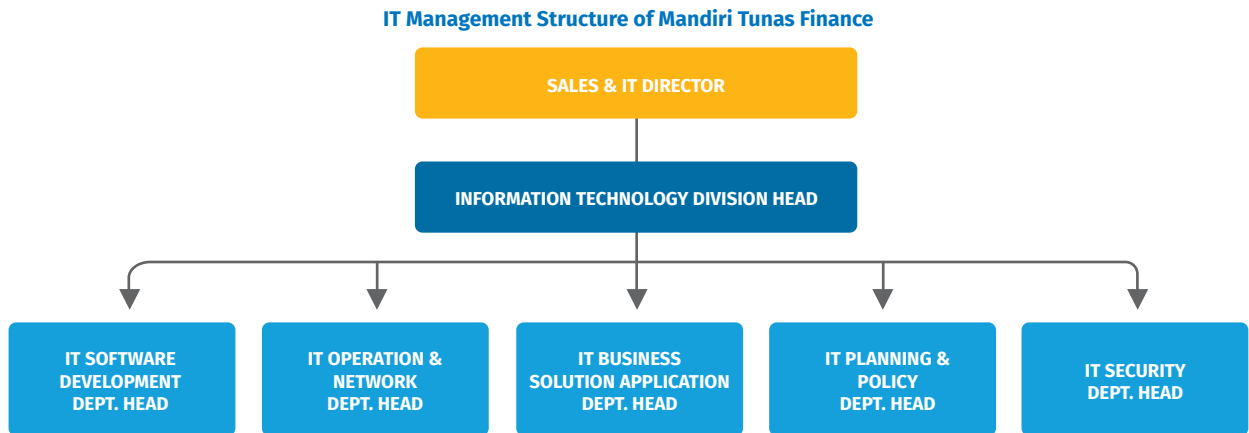 IT Management Structure of Mandiri Tunas Finance
SALES & IT DIRECTOR
INFORMATION TECHNOLOGY DIVISION HEAD
IT SOFTWARE
DEVELOPMENT
DEPT. HEAD
IT OPERATION &
NETWORK
DEPT. HEAD
IT BUSINESS
SOLUTION APPLICATION
DEPT. HEAD
IT PLANNING &
POLICY
DEPT. HEAD
IT SECURITY
DEPT. HEAD